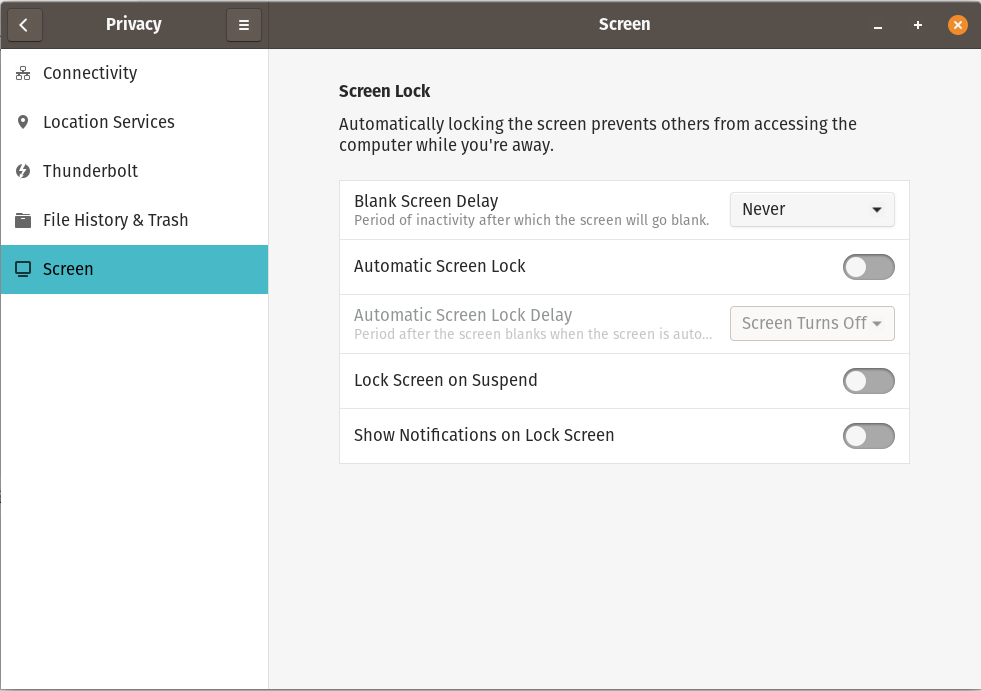 Privacy
Screen
Connectivity
Location Services
Thunderbolt
File History & Trash
Screen
Screen Lock
Automatically locking the screen prevents others from accessing the
computer while you're away.
Blank Screen Delay
Period of inactivity after which the screen will go blank.
Never
Automatic Screen Lock
Automatic Screen Lock Delay
Period after the screen blanks when the screen is auto...
Screen Turns Off
Lock Screen on Suspend
Show Notifications on Lock Screen